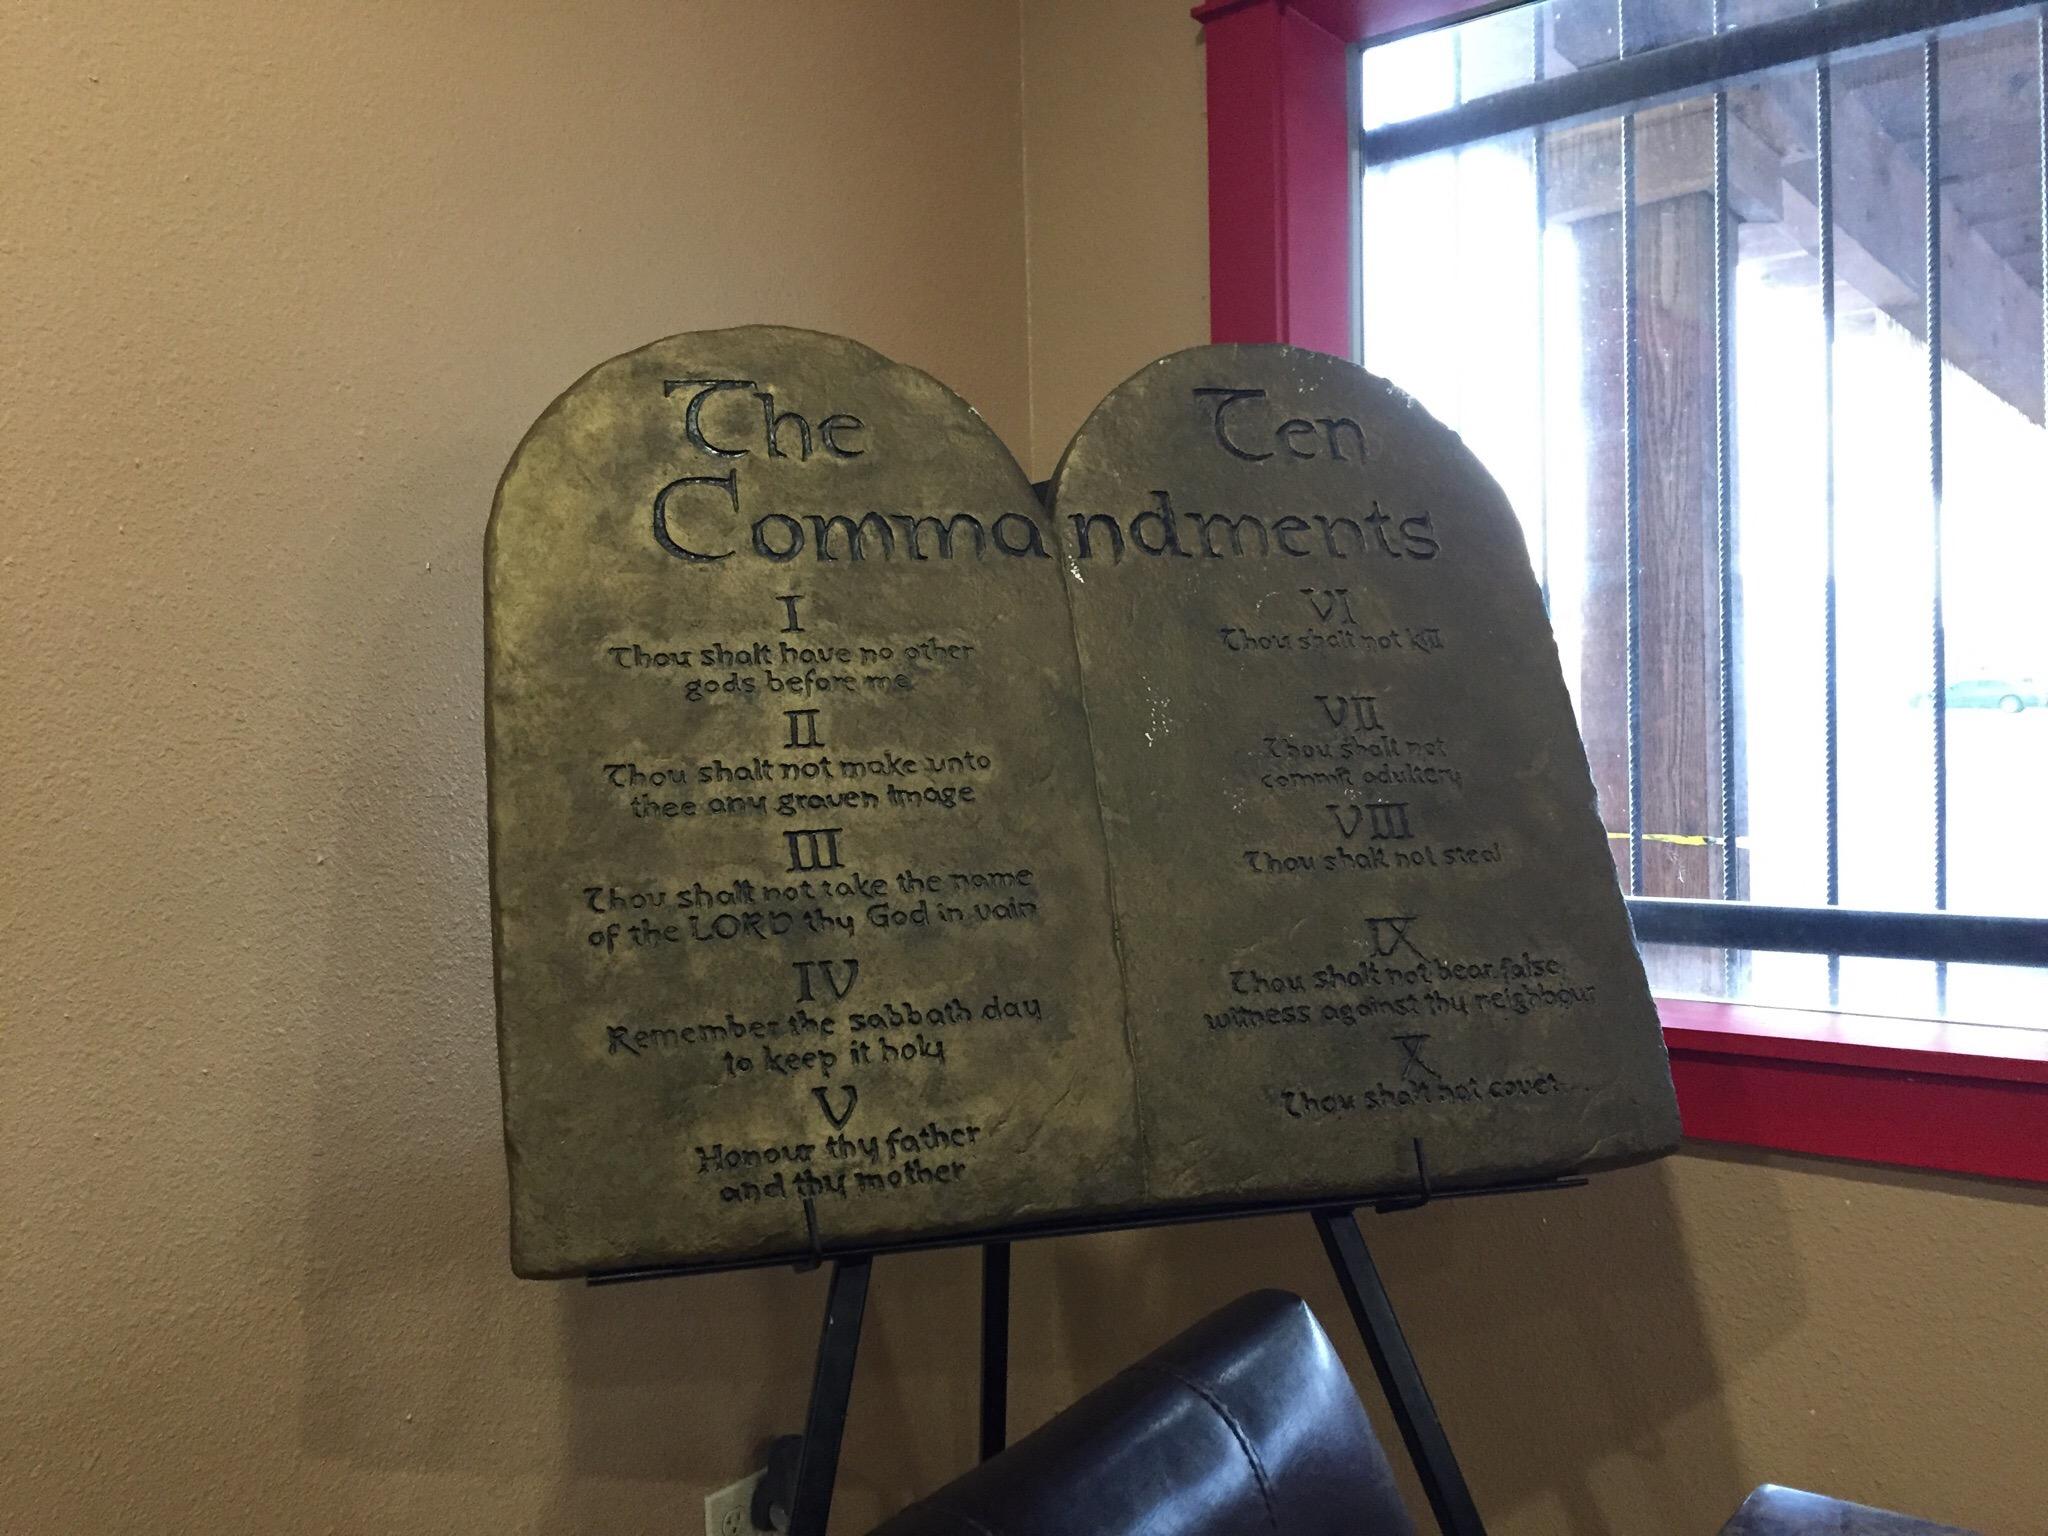 The Ten
Commandments
I
Thou shalt have no other
gods before me
II
Thou shalt not make unto
thee any graven image
III
Thou shalt not take the name
of the LORD thy God in vain
IV
Remember the sabbath day
to keep it holy
V
Honour thy father
and thy mother
VI
Thou shalt not kill
VII
Thou shalt not
commit adultery
VIII
Thou shalt not steal
IX
Thou shalt not bear false
witness against thy neighbour
X
Thou shalt not covet...